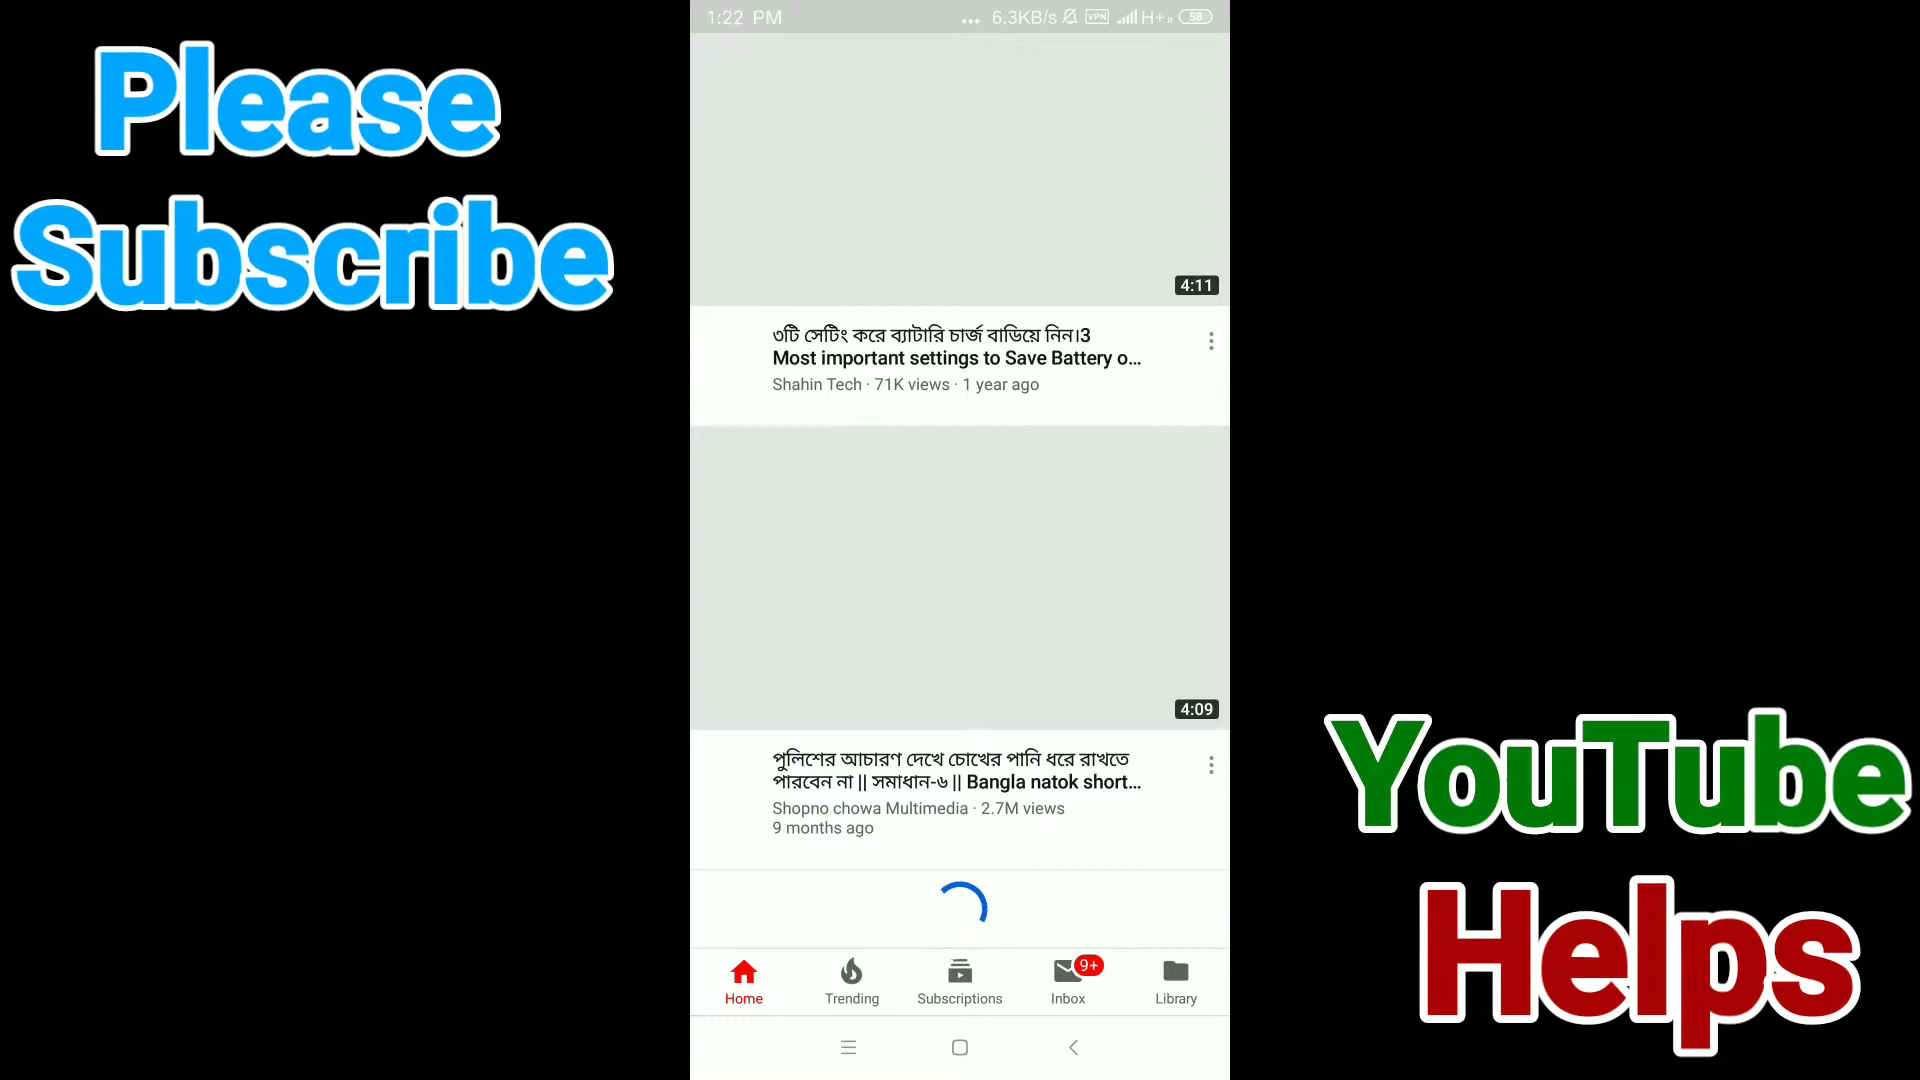 Please
Subscribe
1:22 PM
... 6.3KB/s VPN H+ 58
4:11
৩টি সেটিং করে ব্যাটারি চার্জ বাডিয়ে নিন।3
Most important settings to Save Battery o...
Shahin Tech · 71K views · 1 year ago
4:09
পুলিশের আচারণ দেখে চোখের পানি ধরে রাখতে
পারবেন না || সমাধান-৬ || Bangla natok short...
Shopno chowa Multimedia · 2.7M views
9 months ago
9+
Home Trending Subscriptions Inbox Library
YouTube
Helps